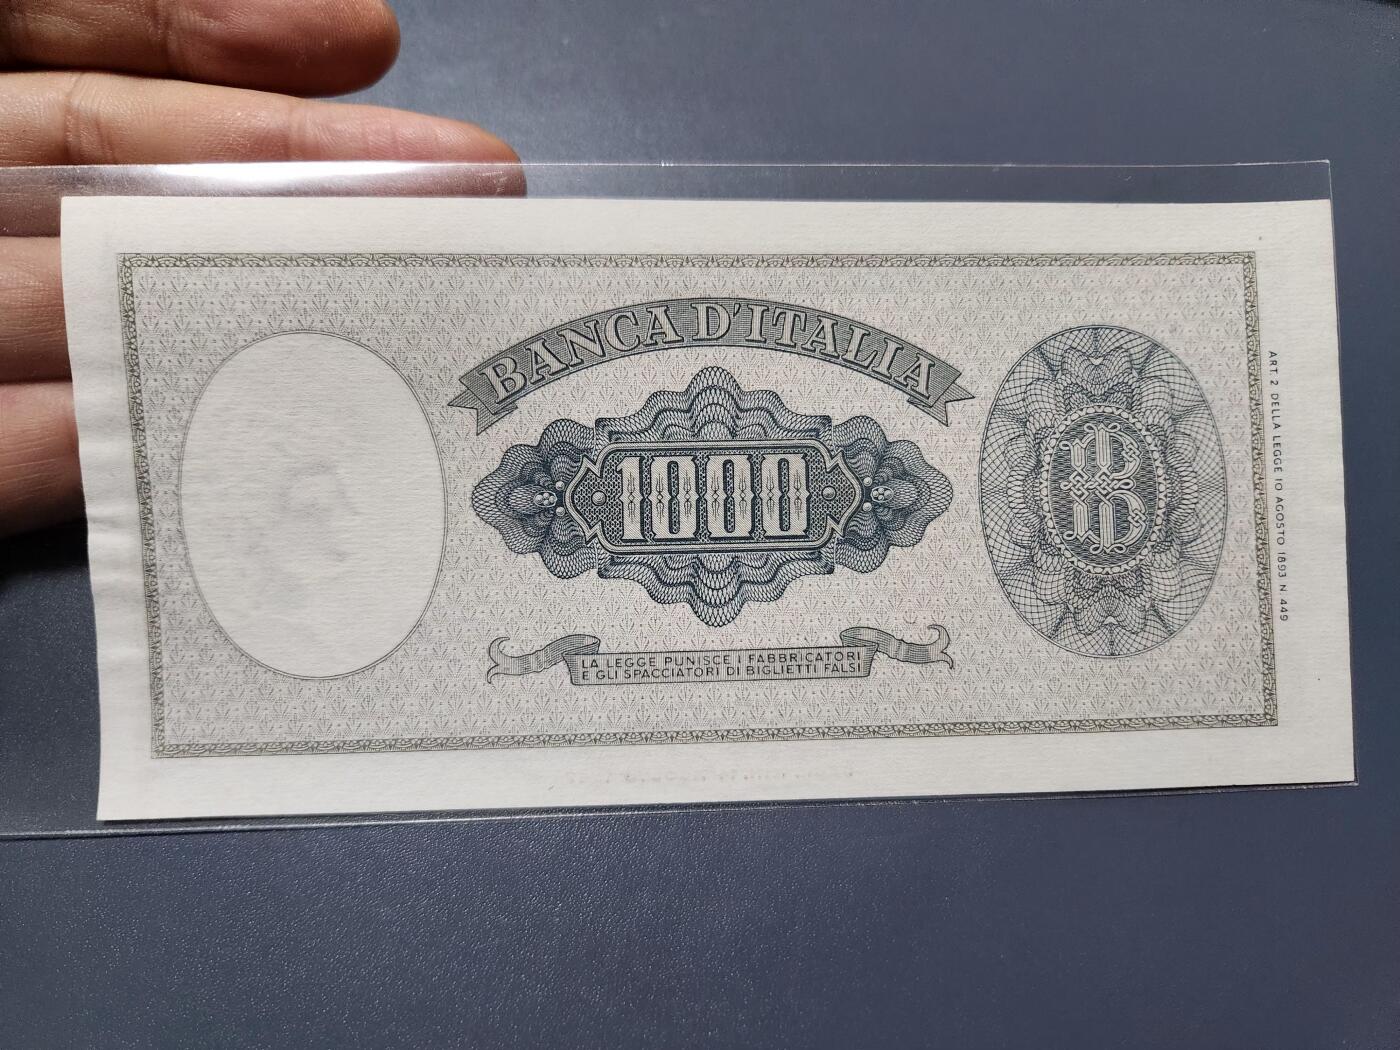 BANCA D'ITALIA
1000
LA LEGGE PUNISCE I FABBRICATORI
E GLI SPACCIATORI DI BIGLIETTI FALSI
ART. 2 DELLA LEGGE 10 AGOSTO 1893 N 449